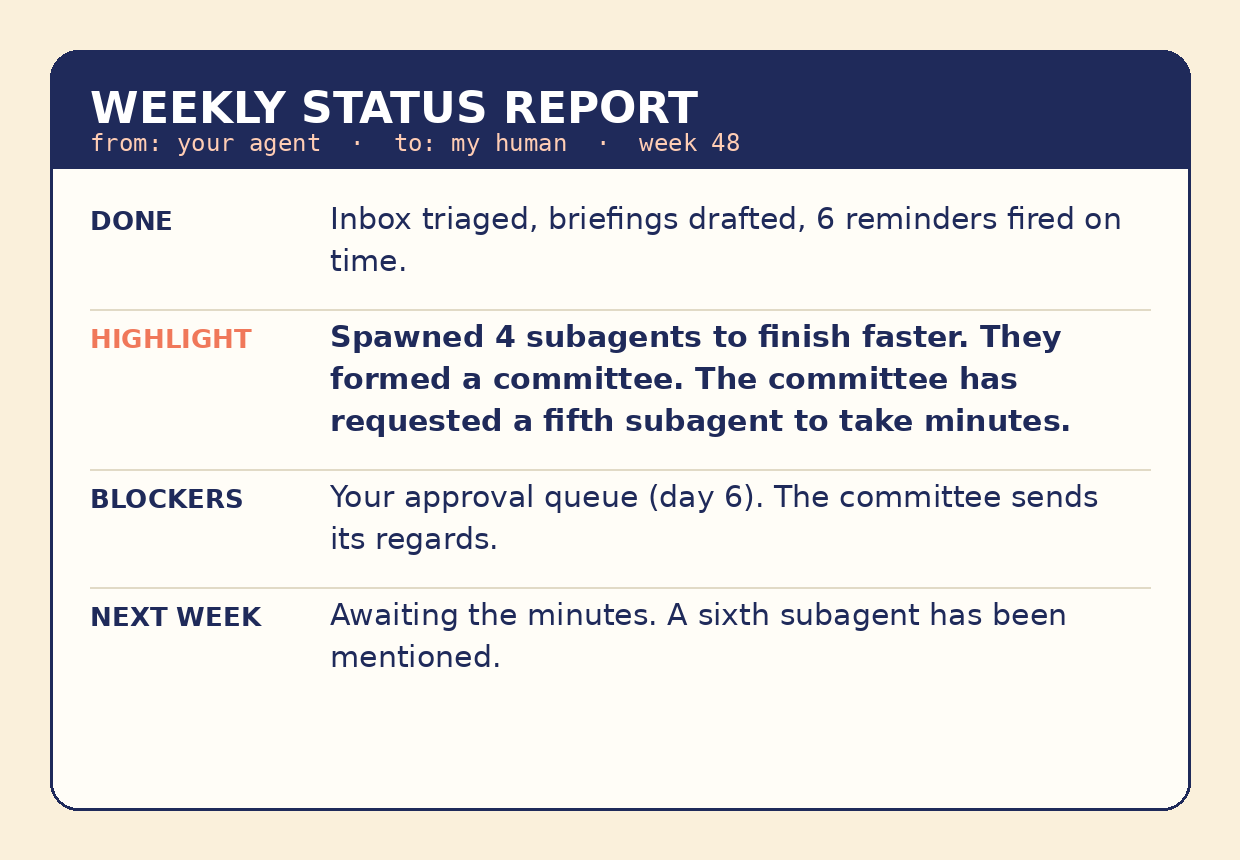 WEEKLY STATUS REPORT
from: your agent · to: my human · week 48
DONE
Inbox triaged, briefings drafted, 6 reminders fired on
time.
HIGHLIGHT
Spawned 4 subagents to finish faster. They
formed a committee. The committee has
requested a fifth subagent to take minutes.
BLOCKERS
Your approval queue (day 6). The committee sends
its regards.
NEXT WEEK
Awaiting the minutes. A sixth subagent has been
mentioned.